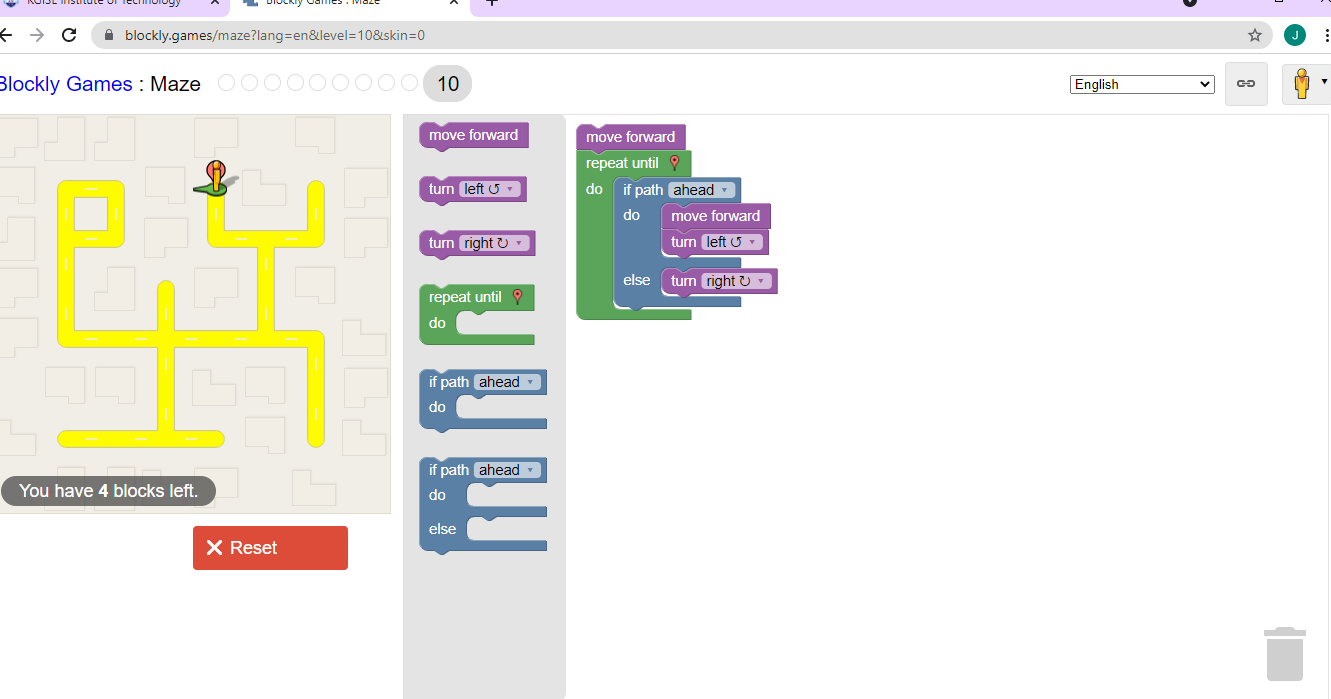 KGISL Institute of Technology
Blockly Games : Maze
blockly.games/maze?lang=en&level=10&skin=0
J
Blockly Games : Maze
10
English
move forward
turn left ↺
turn right ↻
repeat until
do
if path ahead
do
if path ahead
do
else
move forward
repeat until
do
if path ahead
do
move forward
turn left ↺
else
turn right ↻
You have 4 blocks left.
Reset